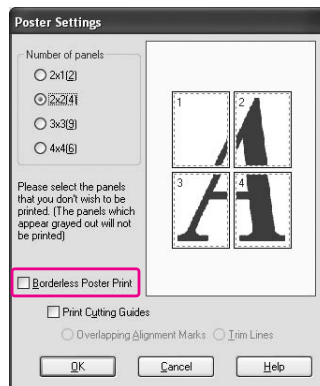 Poster Settings
Number of panels
2x1(2)
2x2(4)
3x3(9)
4x4(6)
1 2
3 4
Please select the panels
that you don't wish to be
printed. (The panels which
appear grayed out will not
be printed)
Borderless Poster Print
Print Cutting Guides
Overlapping Alignment Marks Trim Lines
OK Cancel Help